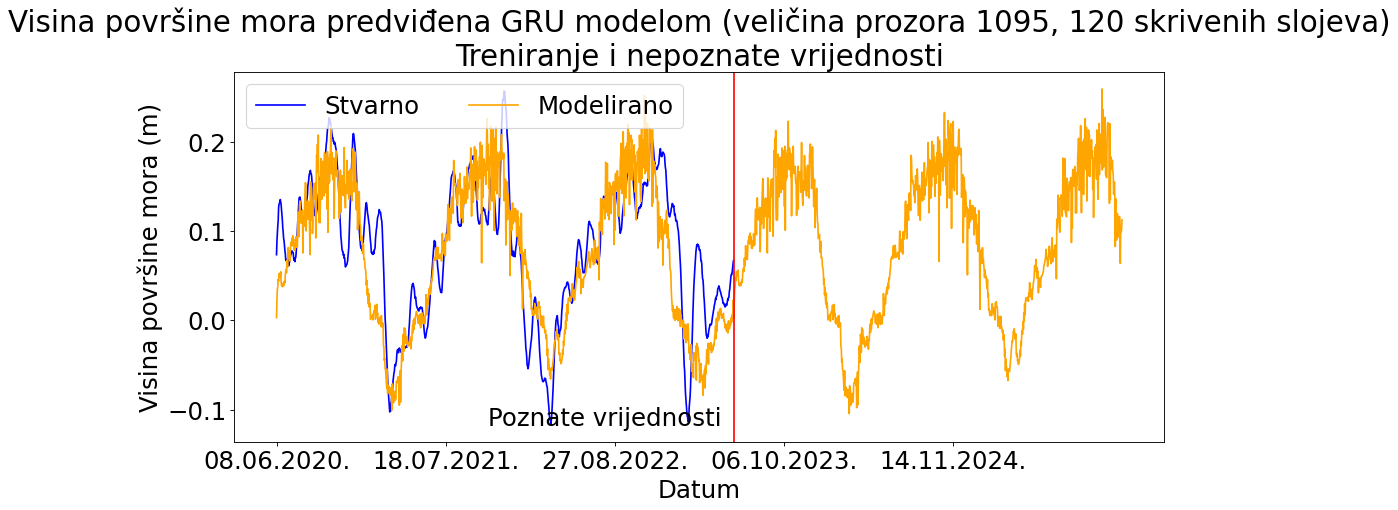 Visina površine mora predviđena GRU modelom (veličina prozora 1095, 120 skrivenih slojeva)
Treniranje i nepoznate vrijednosti
Stvarno
Modelirano
Visina površine mora (m)
0.2
0.1
0.0
−0.1
Poznate vrijednosti
08.06.2020.
18.07.2021.
27.08.2022.
06.10.2023.
14.11.2024.
Datum